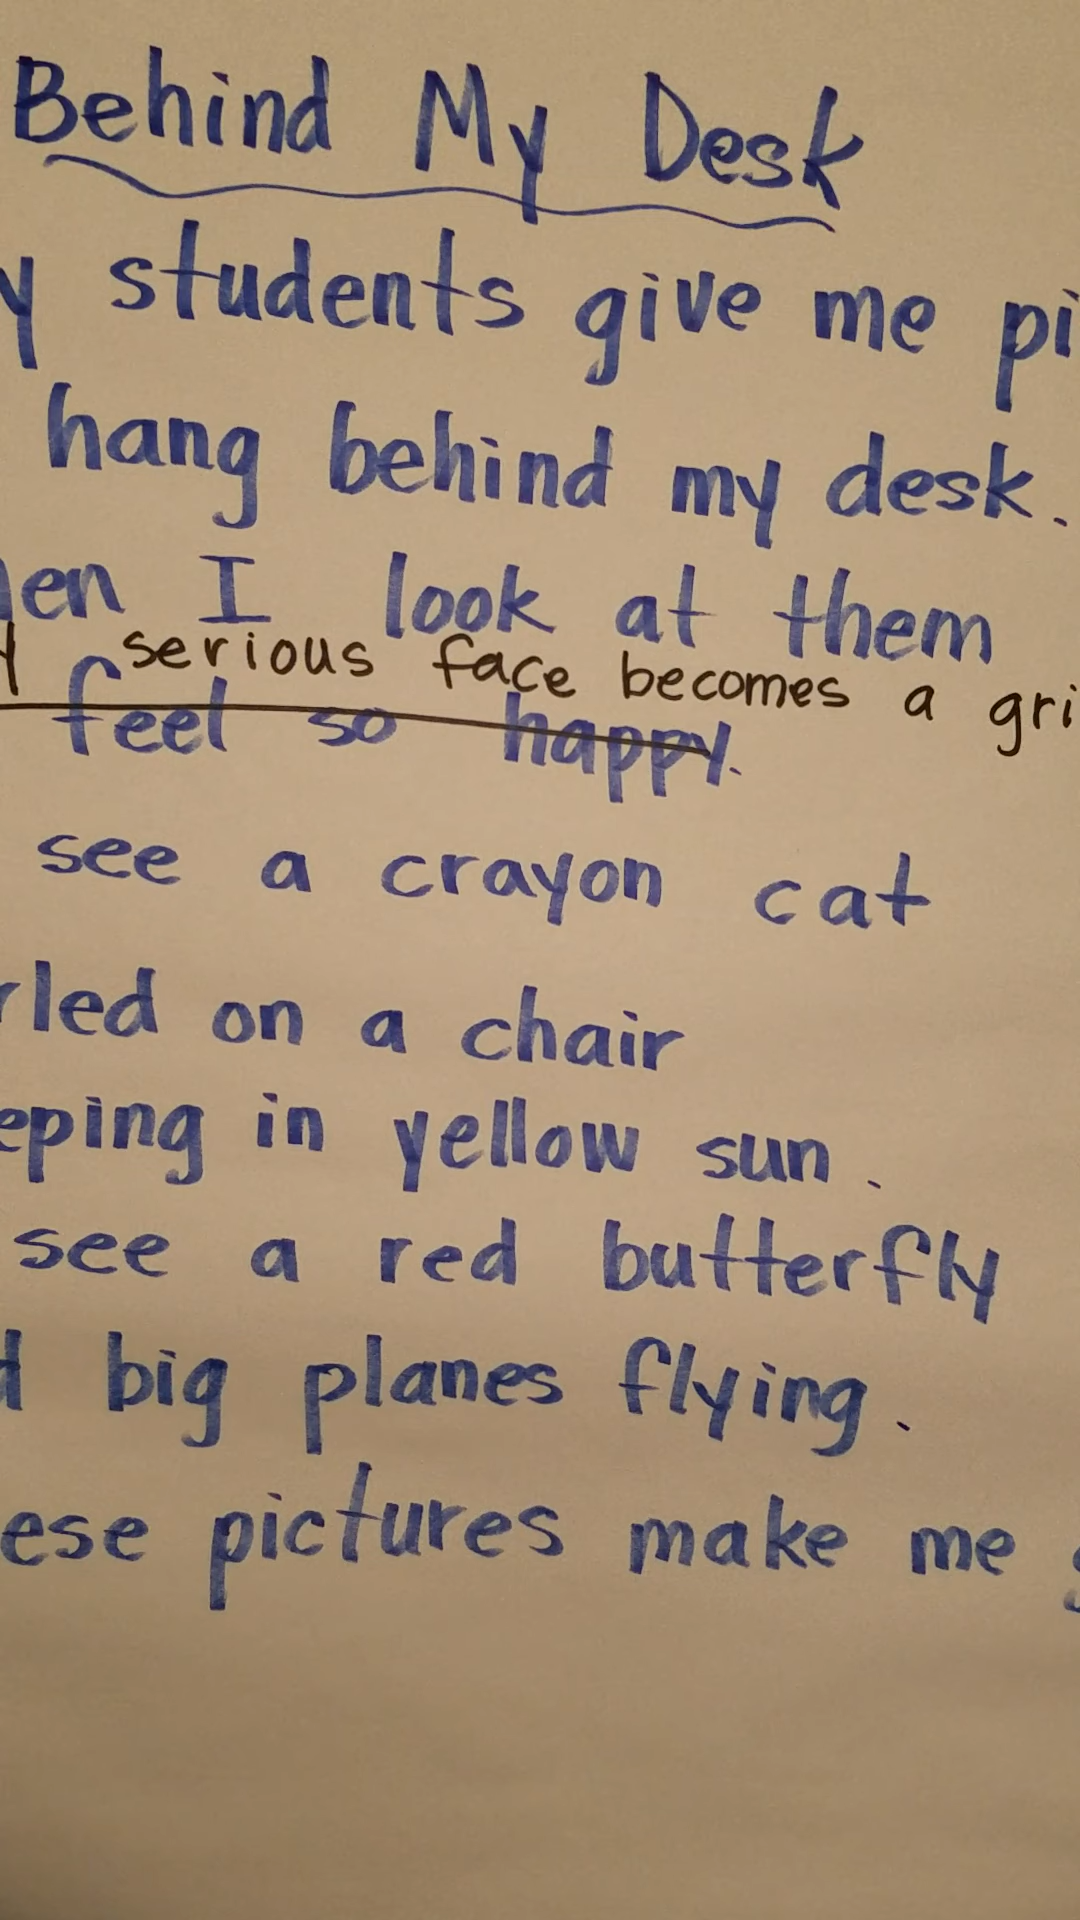 Behind My Desk
y students give me pi
hang behind my desk.
en I look at them
serious face becomes a gri
feel so happy.
see a crayon cat
rled on a chair
eping in yellow sun.
see a red butterfly
d big planes flying.
ese pictures make me